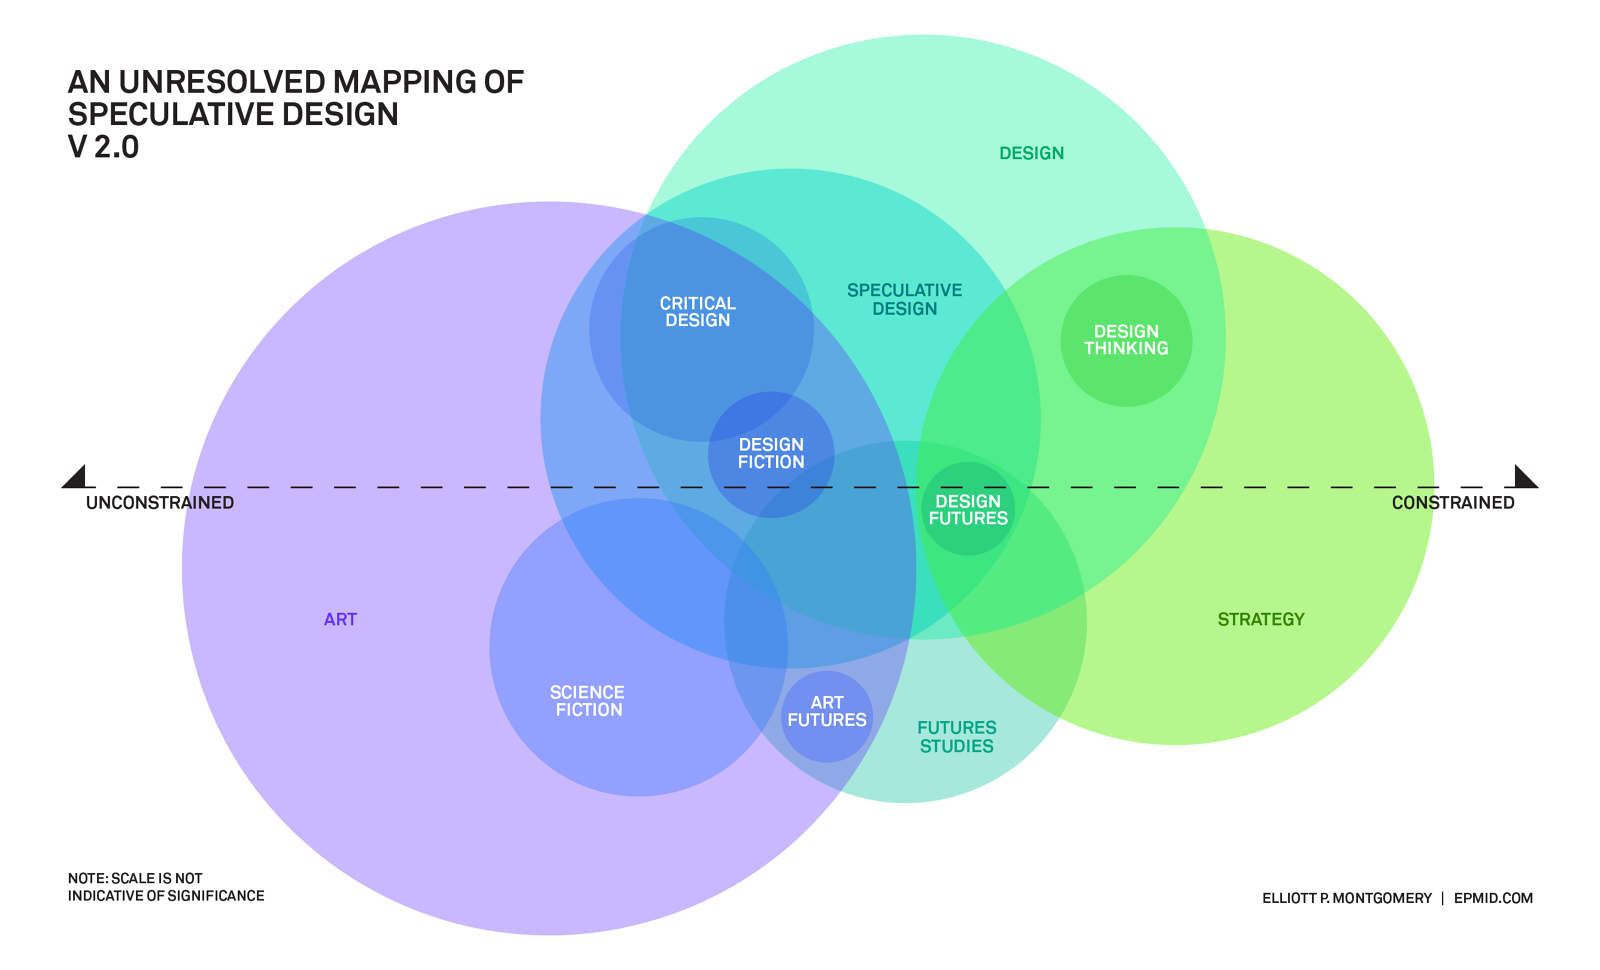 AN UNRESOLVED MAPPING OF
SPECULATIVE DESIGN
V 2.0
DESIGN
SPECULATIVE
DESIGN
CRITICAL
DESIGN
DESIGN
THINKING
DESIGN
FICTION
UNCONSTRAINED
DESIGN
FUTURES
CONSTRAINED
ART
STRATEGY
SCIENCE
FICTION
ART
FUTURES
FUTURES
STUDIES
NOTE: SCALE IS NOT
INDICATIVE OF SIGNIFICANCE
ELLIOTT P. MONTGOMERY | EPMID.COM